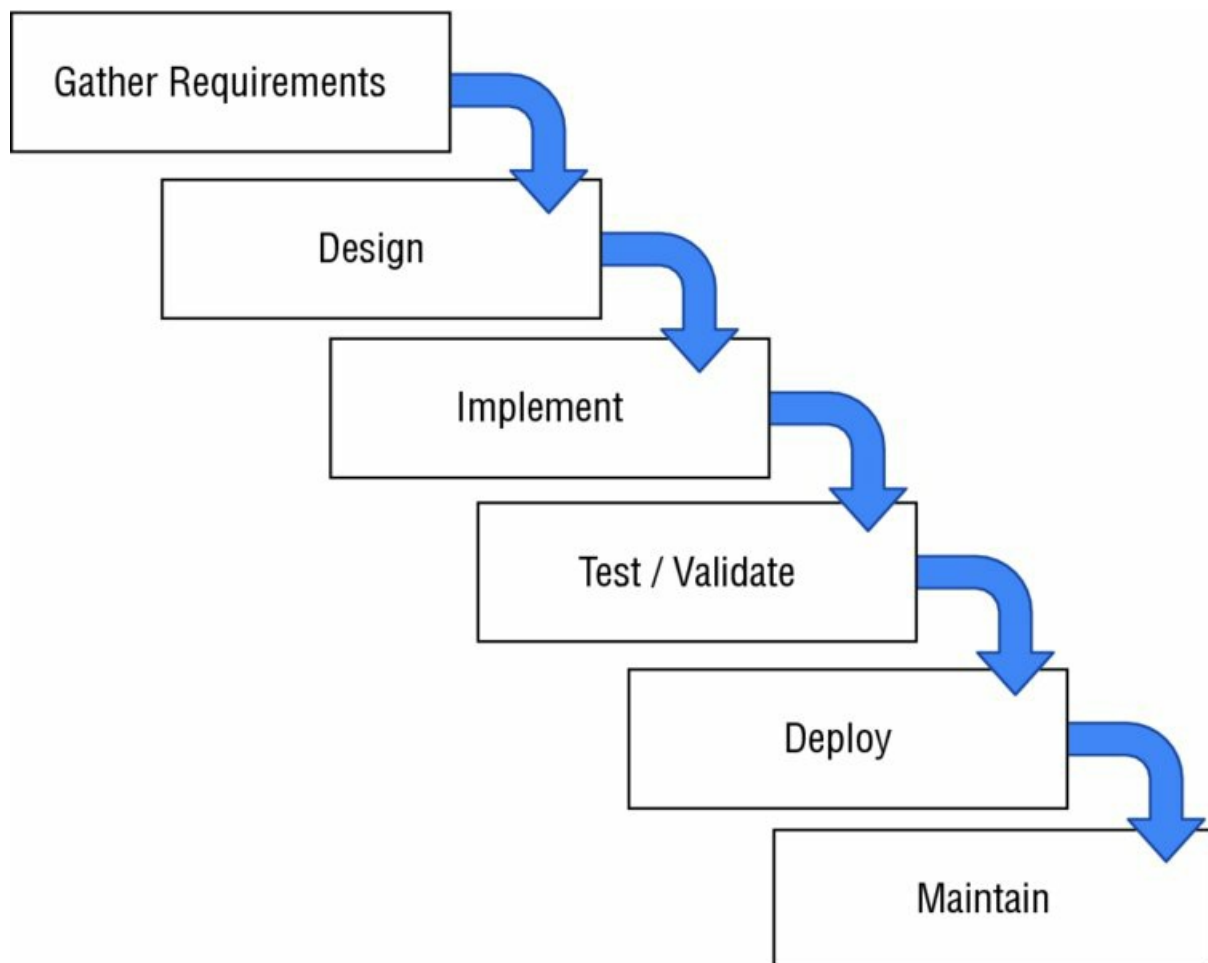 Gather Requirements
Design
Implement
Test / Validate
Deploy
Maintain